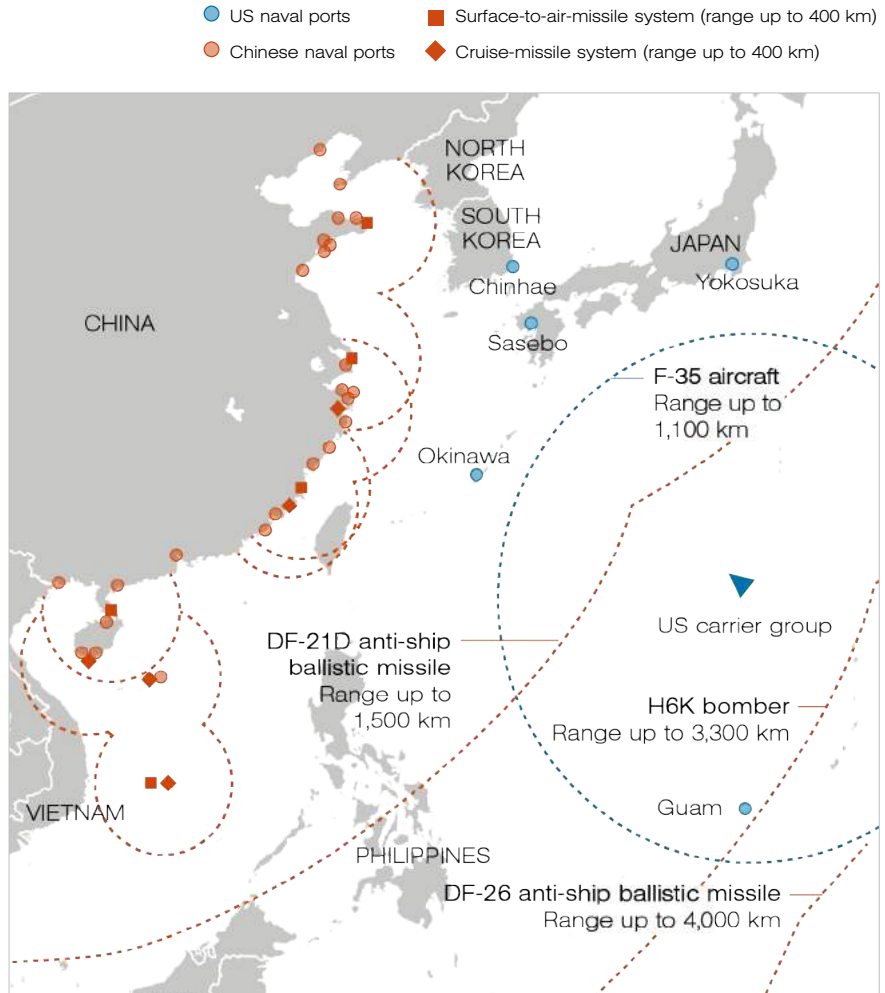 US naval ports
Surface-to-air-missile system (range up to 400 km)
Chinese naval ports
Cruise-missile system (range up to 400 km)
NORTH
KOREA
SOUTH
KOREA
JAPAN
Chinhae
Yokosuka
CHINA
Sasebo
F-35 aircraft
Range up to
1,100 km
Okinawa
US carrier group
DF-21D anti-ship
ballistic missile
Range up to
1,500 km
H6K bomber
Range up to 3,300 km
Guam
VIETNAM
PHILIPPINES
DF-26 anti-ship ballistic missile
Range up to 4,000 km